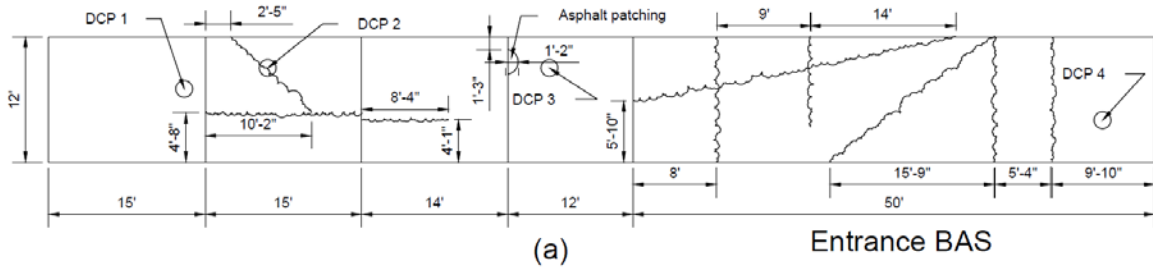 DCP 1
2'-5"
DCP 2
Asphalt patching
9'
14'
1'-2"
1'-3"
DCP 3
DCP 4
12'
4'-8"
10'-2"
8'-4"
4'-1"
5'-10"
8'
15'-9"
5'-4"
9'-10"
15'
15'
14'
12'
50'
(a)
Entrance BAS